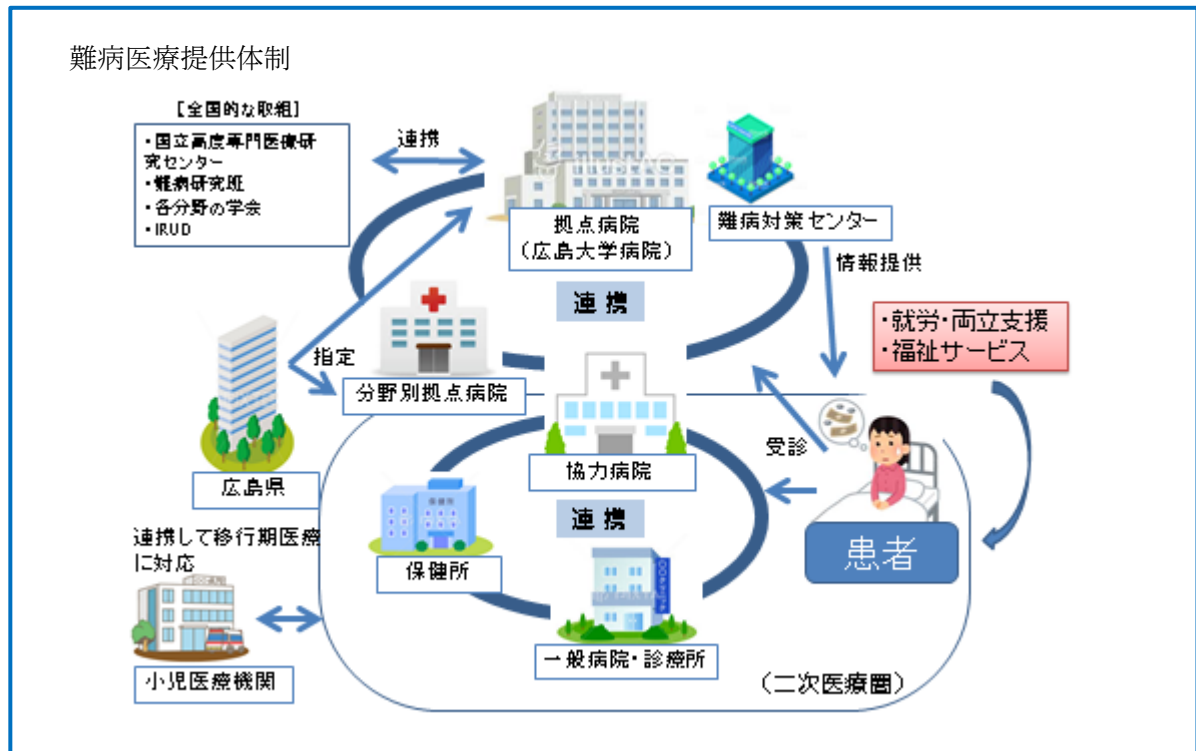 難病医療提供体制
【全国的な取組】
・国立高度専門医療研
究センター
・難病研究班
・各分野の学会
・IRUD
連携
拠点病院
（広島大学病院）
難病対策センター
情報提供
連 携
・就労・両立支援
・福祉サービス
指定
分野別拠点病院
広島県
協力病院
受診
保健所
保健所
連 携
患者
連携して移行期医療
に対応
小児医療機関
一般病院・診療所
（二次医療圏）